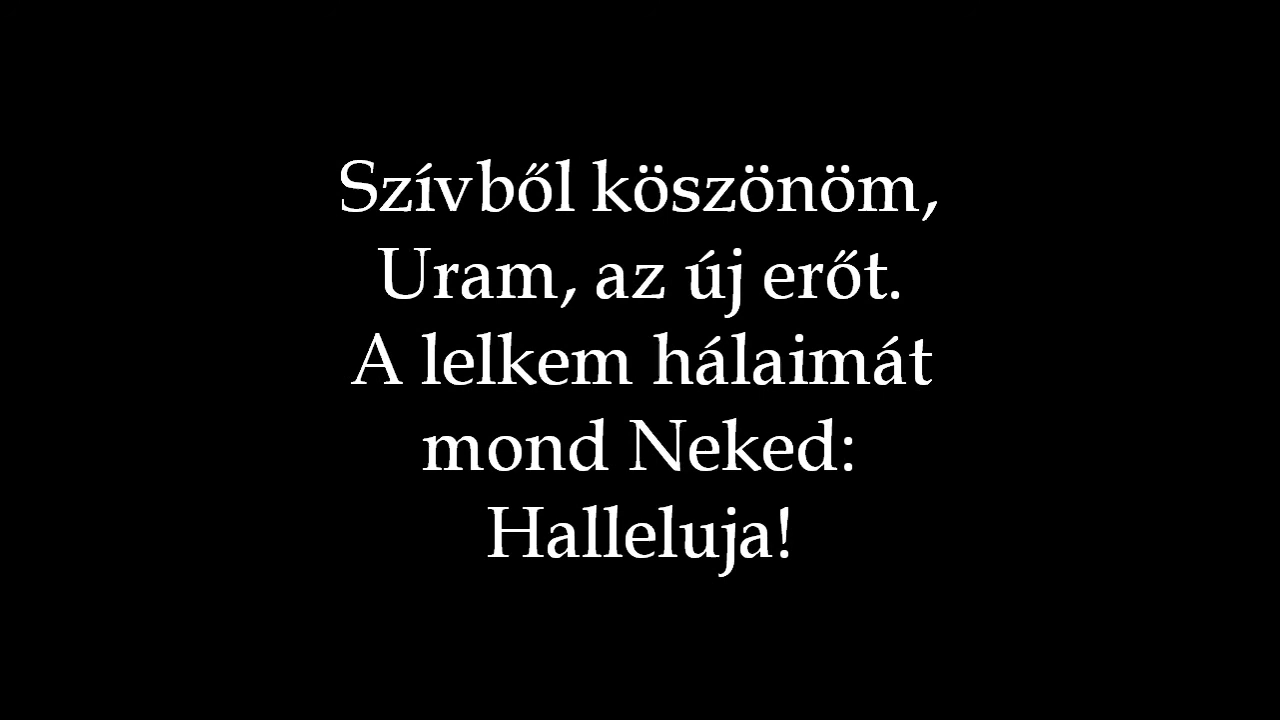 Szívből köszönöm,
Uram, az új erőt.
A lelkem hálaimát
mond Neked:
Halleluja!